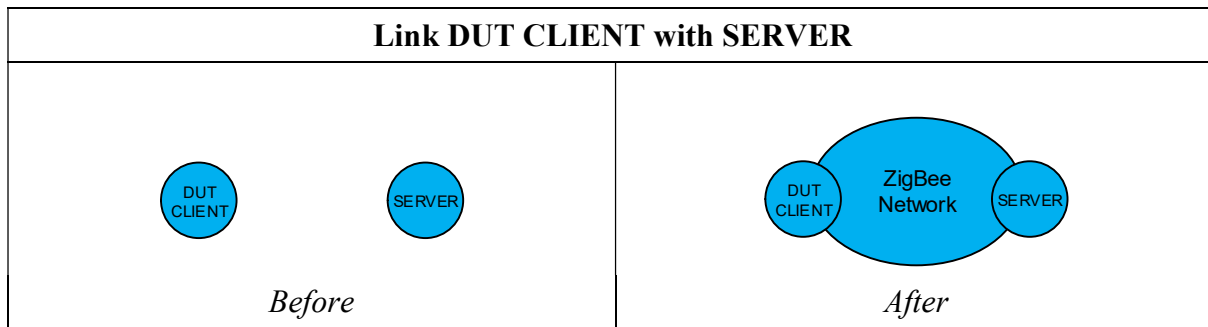 Link DUT CLIENT with SERVER
DUT
CLIENT
SERVER
Before
DUT
CLIENT
ZigBee
Network
SERVER
After